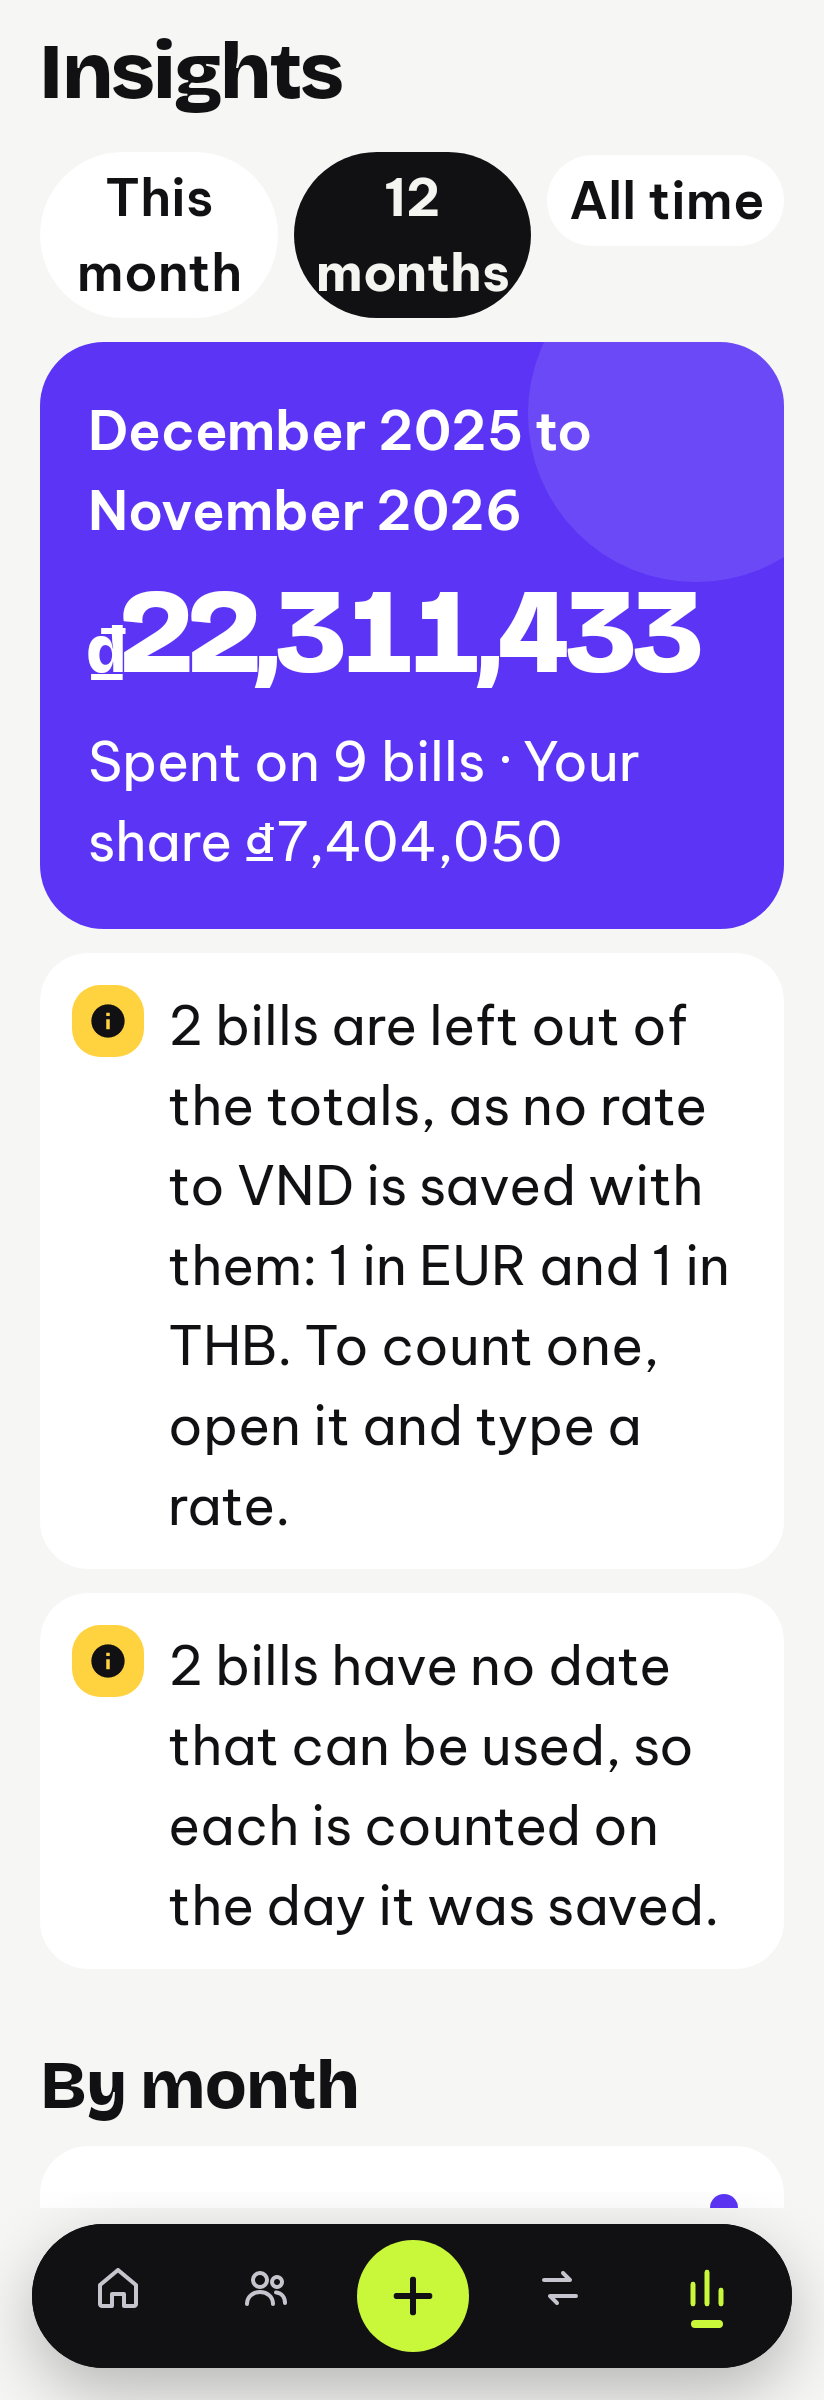 Insights
This
month
12
months
All time
December 2025 to
November 2026
₫22,311,433
Spent on 9 bills · Your
share ₫7,404,050
2 bills are left out of
the totals, as no rate
to VND is saved with
them: 1 in EUR and 1 in
THB. To count one,
open it and type a
rate.
2 bills have no date
that can be used, so
each is counted on
the day it was saved.
By month